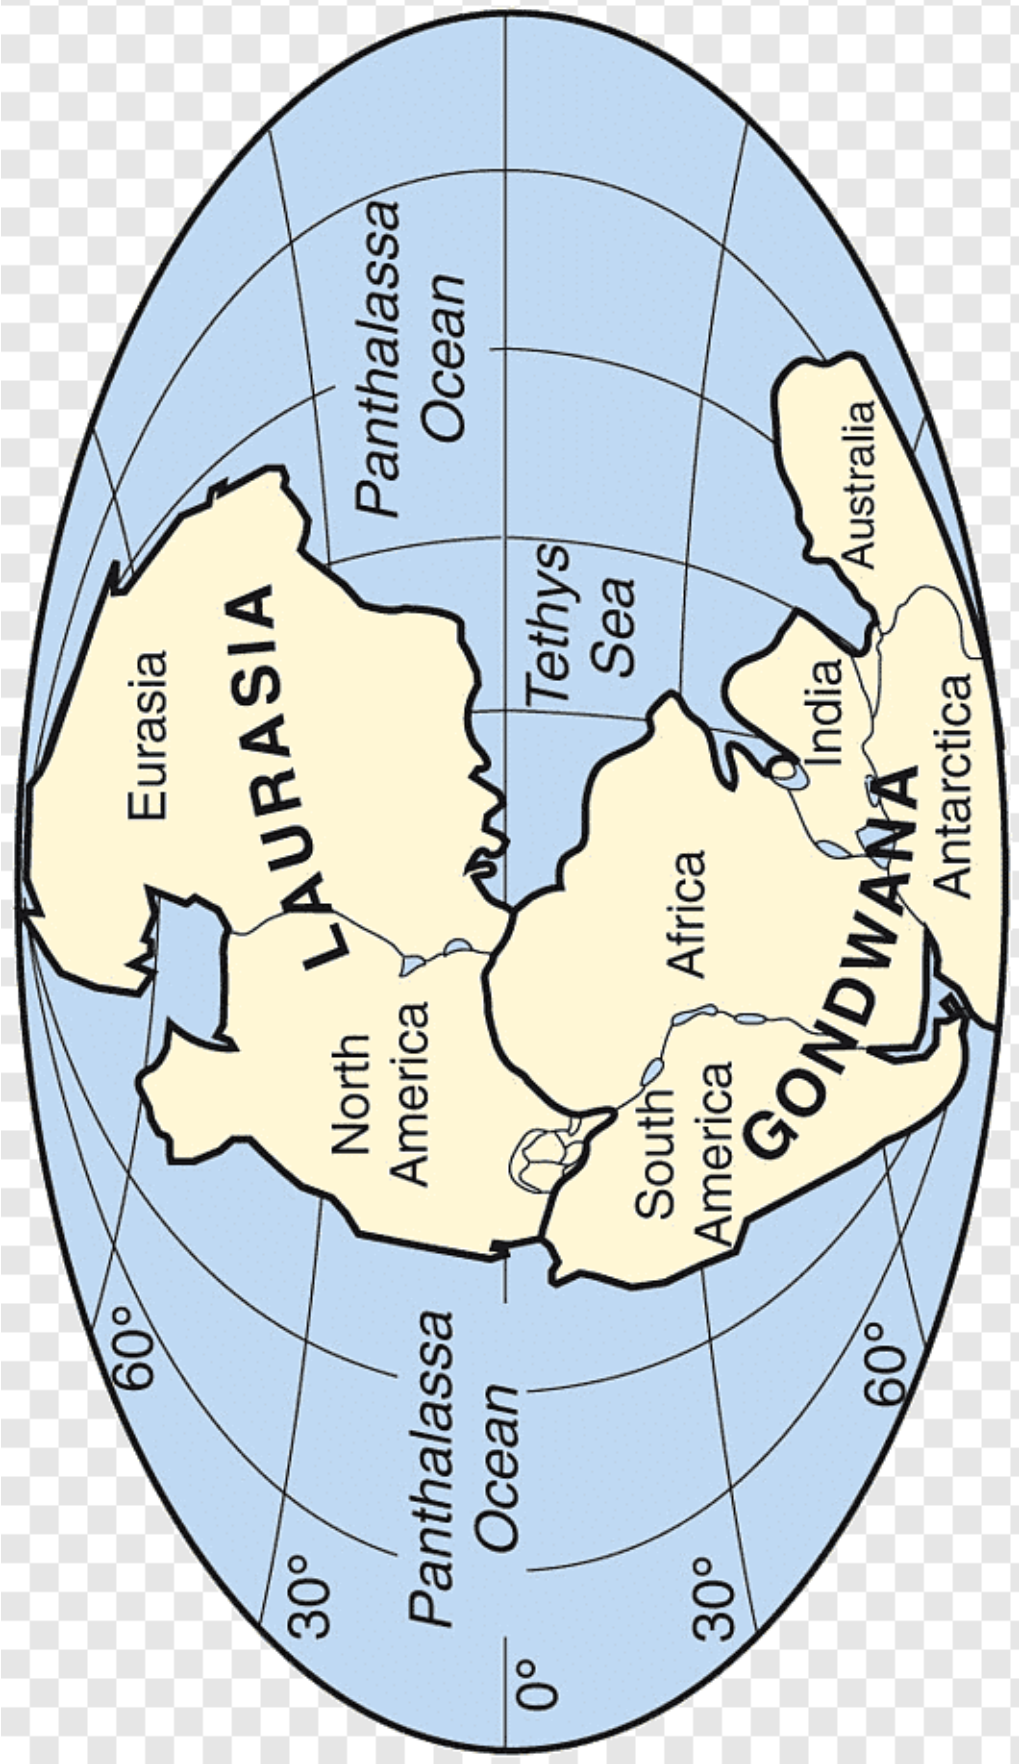 60°
30°
0°
30°
60°
Panthalassa
Ocean
Eurasia
LAURASIA
North
America
Panthalassa
Ocean
Tethys
Sea
South
America
Africa
GONDWANA
India
Australia
Antarctica